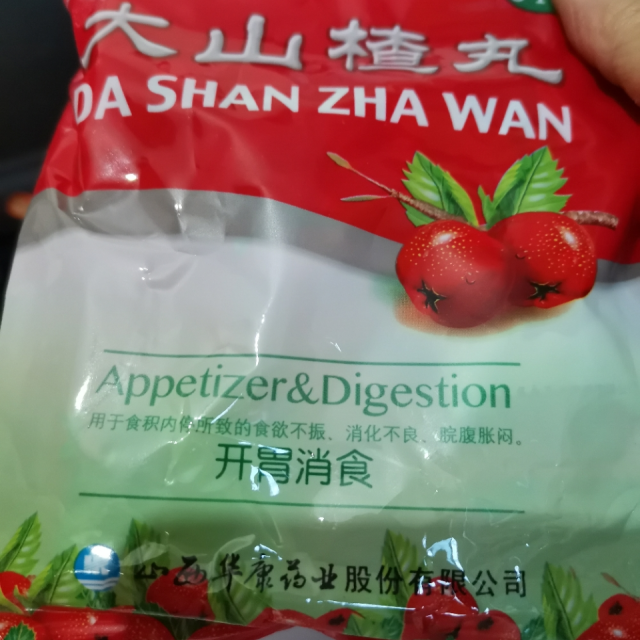 大山楂丸
DA SHAN ZHA WAN
Appetizer&Digestion
用于食积内停所致的食欲不振、消化不良、脘腹胀闷。
开胃消食
山西华康药业股份有限公司